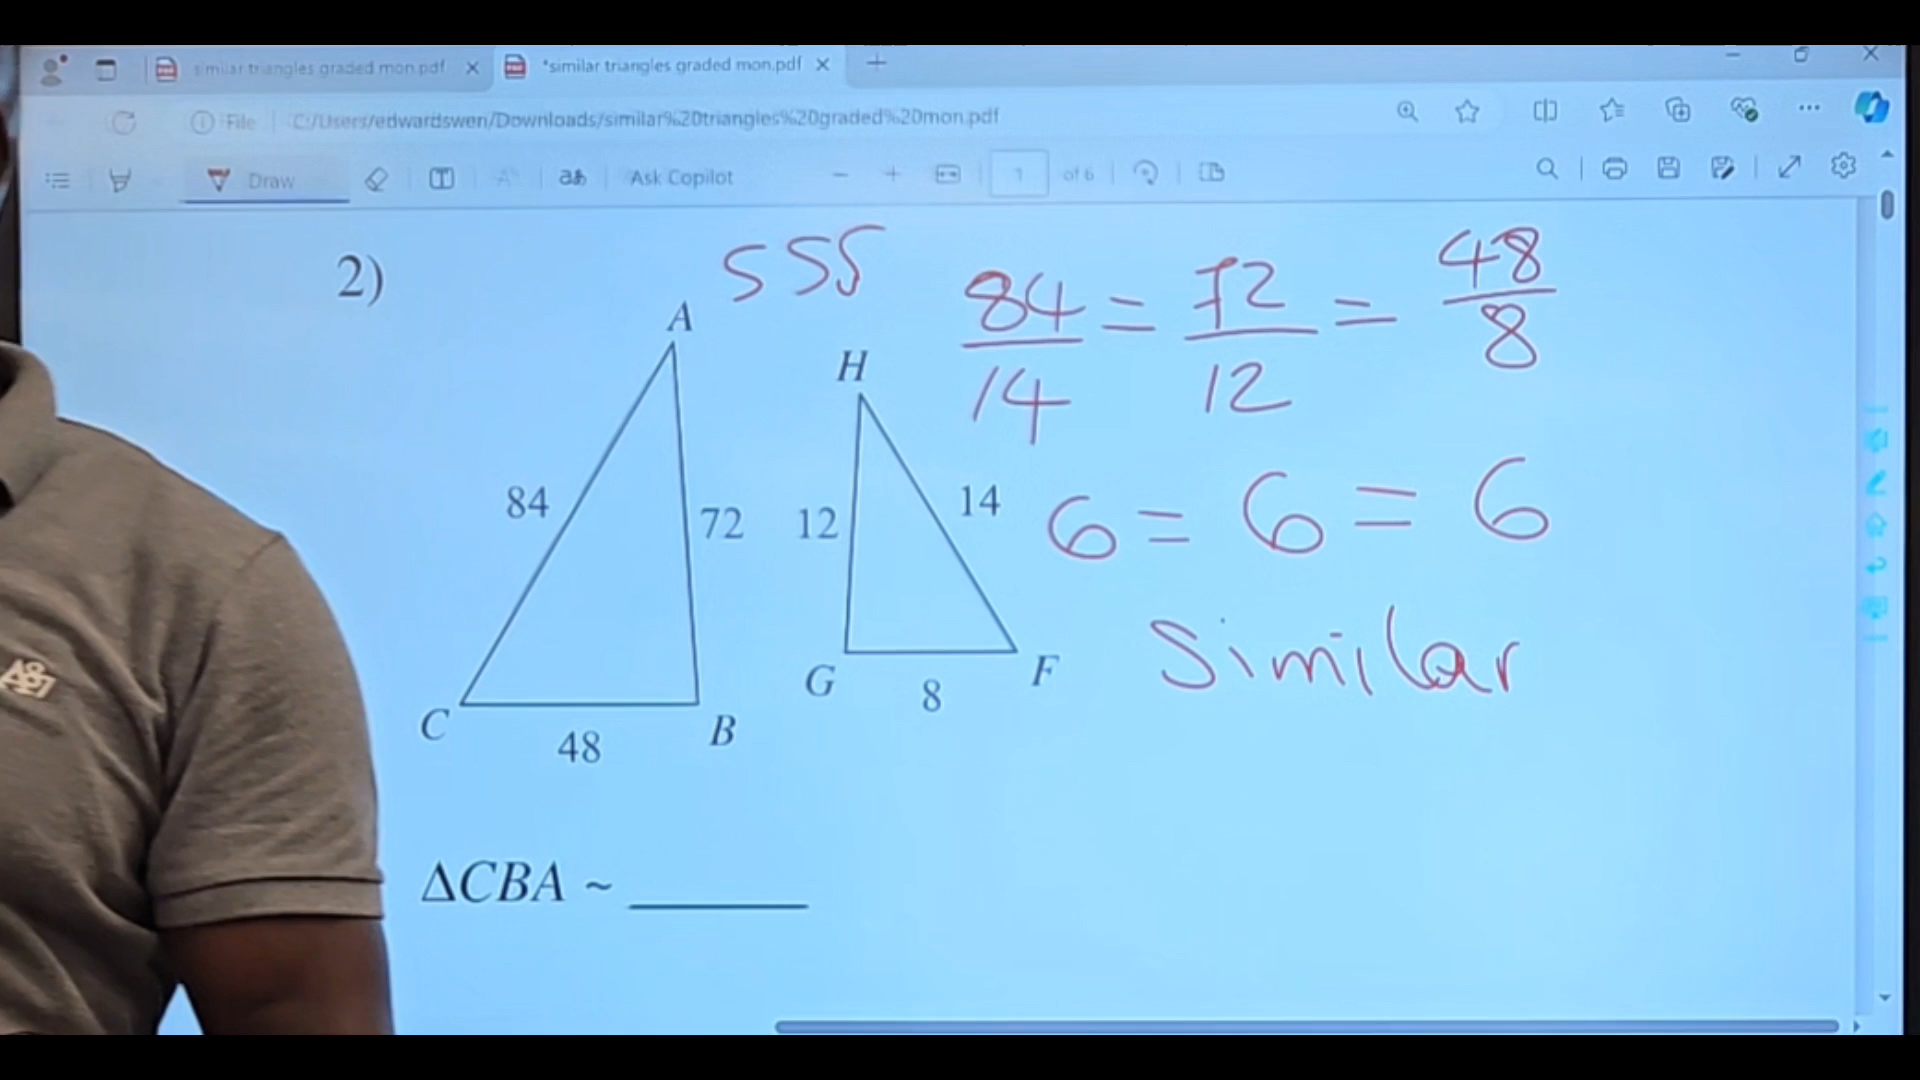 similar triangles graded mon.pdf
*similar triangles graded mon.pdf
File
C:/Users/edwardswen/Downloads/similar%20triangles%20graded%20mon.pdf
Draw
Ask Copilot
1 of 6
2)
SSS
84/14 = 72/12 = 48/8
6 = 6 = 6
Similar
A
84
72
C
48
B
H
12
14
G
8
F
ΔCBA ~ ______